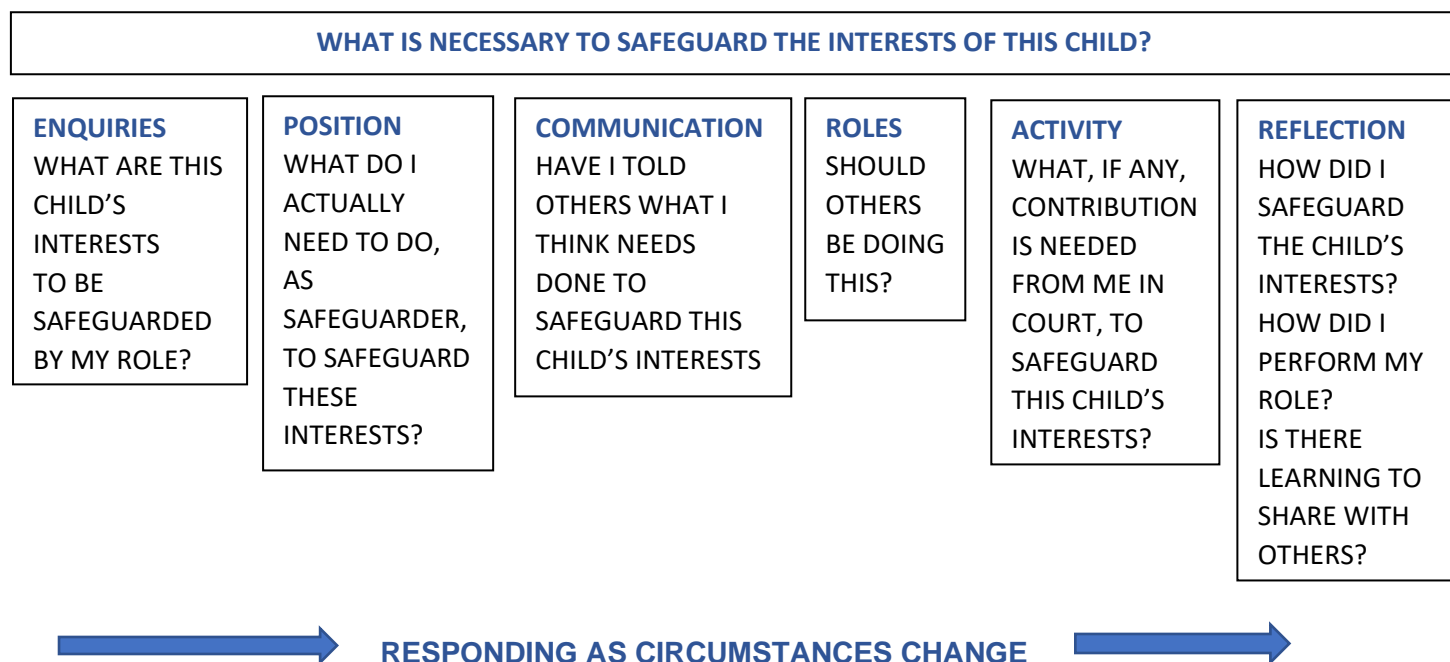 WHAT IS NECESSARY TO SAFEGUARD THE INTERESTS OF THIS CHILD?
ENQUIRIES
WHAT ARE THIS
CHILD’S
INTERESTS
TO BE
SAFEGUARDED
BY MY ROLE?
POSITION
WHAT DO I
ACTUALLY
NEED TO DO,
AS
SAFEGUARDER,
TO SAFEGUARD
THESE
INTERESTS?
COMMUNICATION
HAVE I TOLD
OTHERS WHAT I
THINK NEEDS
DONE TO
SAFEGUARD THIS
CHILD’S INTERESTS
ROLES
SHOULD
OTHERS
BE DOING
THIS?
ACTIVITY
WHAT, IF ANY,
CONTRIBUTION
IS NEEDED
FROM ME IN
COURT, TO
SAFEGUARD
THIS CHILD’S
INTERESTS?
REFLECTION
HOW DID I
SAFEGUARD
THE CHILD’S
INTERESTS?
HOW DID I
PERFORM MY
ROLE?
IS THERE
LEARNING TO
SHARE WITH
OTHERS?
RESPONDING AS CIRCUMSTANCES CHANGE